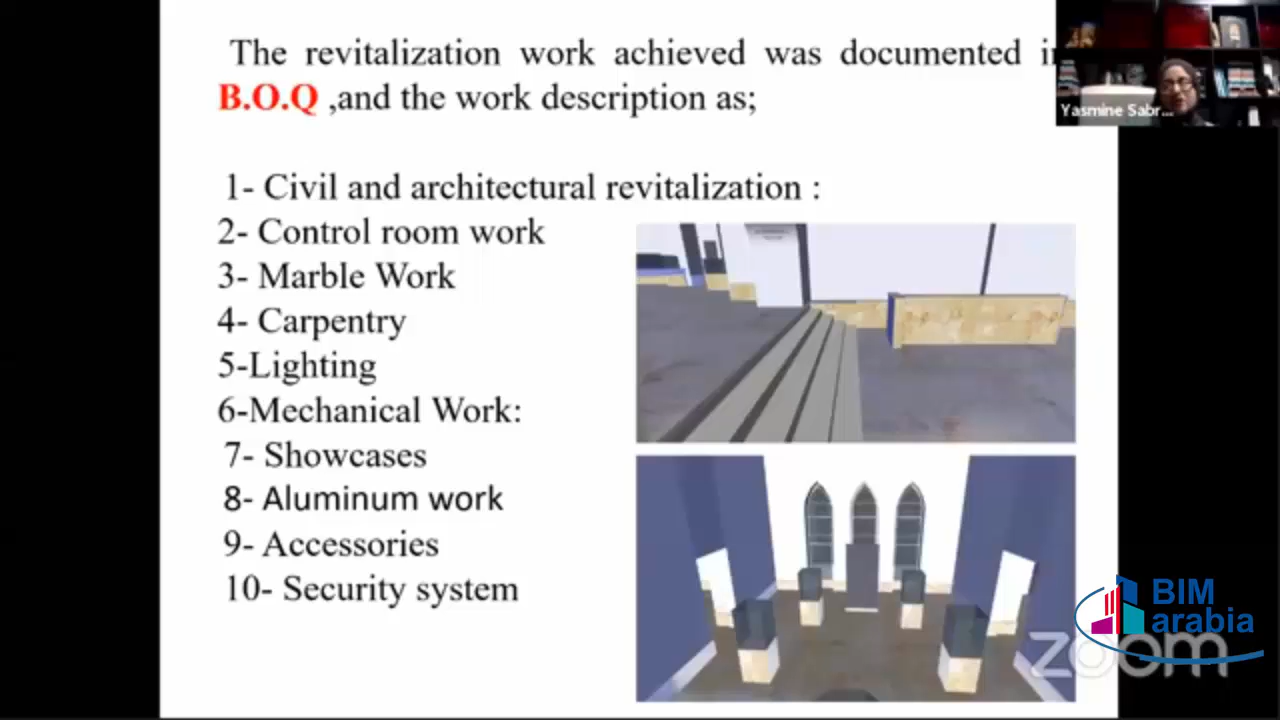 The revitalization work achieved was documented in
B.O.Q ,and the work description as;
Yasmine Sabr...
1- Civil and architectural revitalization :
2- Control room work
3- Marble Work
4- Carpentry
5-Lighting
6-Mechanical Work:
7- Showcases
8- Aluminum work
9- Accessories
10- Security system
BIM
arabia
zoom